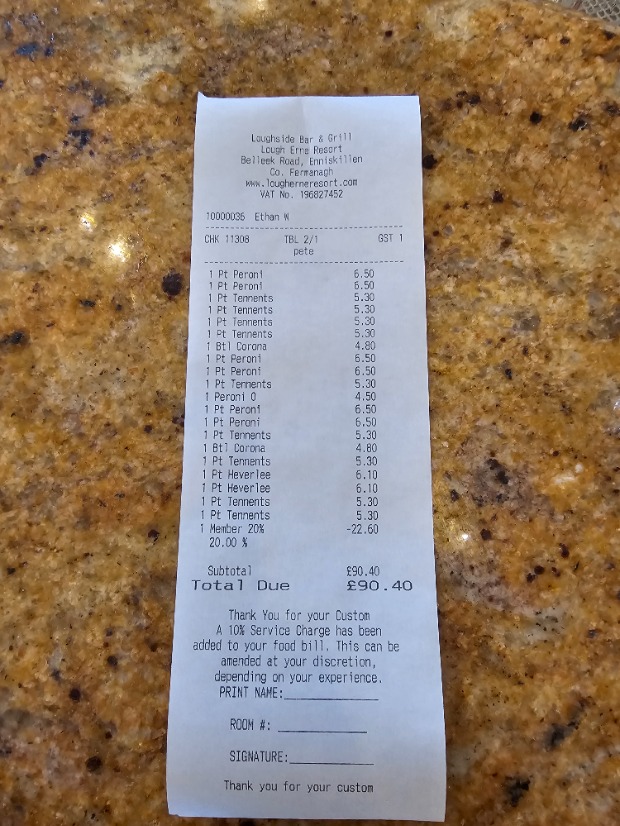 Loughside Bar & Grill
Lough Erne Resort
Belleek Road, Enniskillen
Co. Fermanagh
www.lougherneresort.com
VAT No. 196827452
10000036 Ethan W
CHK 11308 TBL 2/1 GST 1
pete
1 Pt Peroni 6.50
1 Pt Peroni 6.50
1 Pt Tennents 5.30
1 Pt Tennents 5.30
1 Pt Tennents 5.30
1 Pt Tennents 5.30
1 Btl Corona 4.80
1 Pt Peroni 6.50
1 Pt Peroni 6.50
1 Pt Tennents 5.30
1 Peroni 0 4.50
1 Pt Peroni 6.50
1 Pt Peroni 6.50
1 Pt Tennents 5.30
1 Btl Corona 4.80
1 Pt Tennents 5.30
1 Pt Heverlee 6.10
1 Pt Heverlee 6.10
1 Pt Tennents 5.30
1 Pt Tennents 5.30
1 Member 20% -22.60
20.00 %
Subtotal £90.40
Total Due £90.40
Thank You for your Custom
A 10% Service Charge has been
added to your food bill. This can be
amended at your discretion,
depending on your experience.
PRINT NAME:
ROOM #:
SIGNATURE:
Thank you for your custom